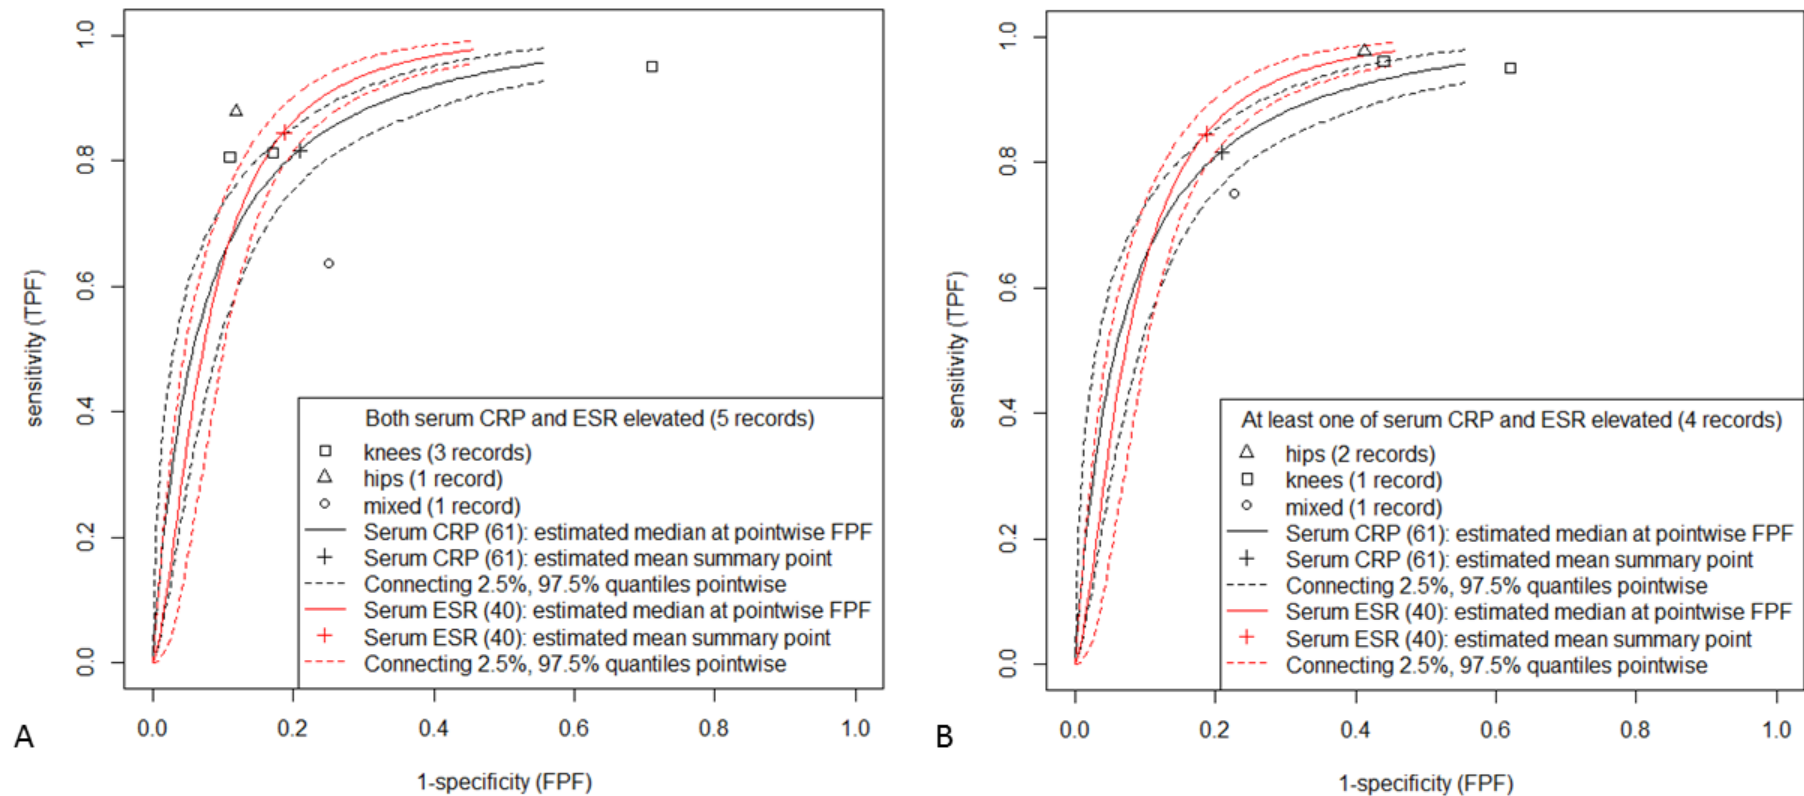 1.0
0.8
0.6
0.4
0.2
0.0
sensitivity (TPF)
Both serum CRP and ESR elevated (5 records)
knees (3 records)
hips (1 record)
mixed (1 record)
Serum CRP (61): estimated median at pointwise FPF
Serum CRP (61): estimated mean summary point
Connecting 2.5%, 97.5% quantiles pointwise
Serum ESR (40): estimated median at pointwise FPF
Serum ESR (40): estimated mean summary point
Connecting 2.5%, 97.5% quantiles pointwise
0.0 0.2 0.4 0.6 0.8 1.0
1-specificity (FPF)
A
1.0
0.8
0.6
0.4
0.2
0.0
sensitivity (TPF)
At least one of serum CRP and ESR elevated (4 records)
hips (2 records)
knees (1 record)
mixed (1 record)
Serum CRP (61): estimated median at pointwise FPF
Serum CRP (61): estimated mean summary point
Connecting 2.5%, 97.5% quantiles pointwise
Serum ESR (40): estimated median at pointwise FPF
Serum ESR (40): estimated mean summary point
Connecting 2.5%, 97.5% quantiles pointwise
0.0 0.2 0.4 0.6 0.8 1.0
1-specificity (FPF)
B